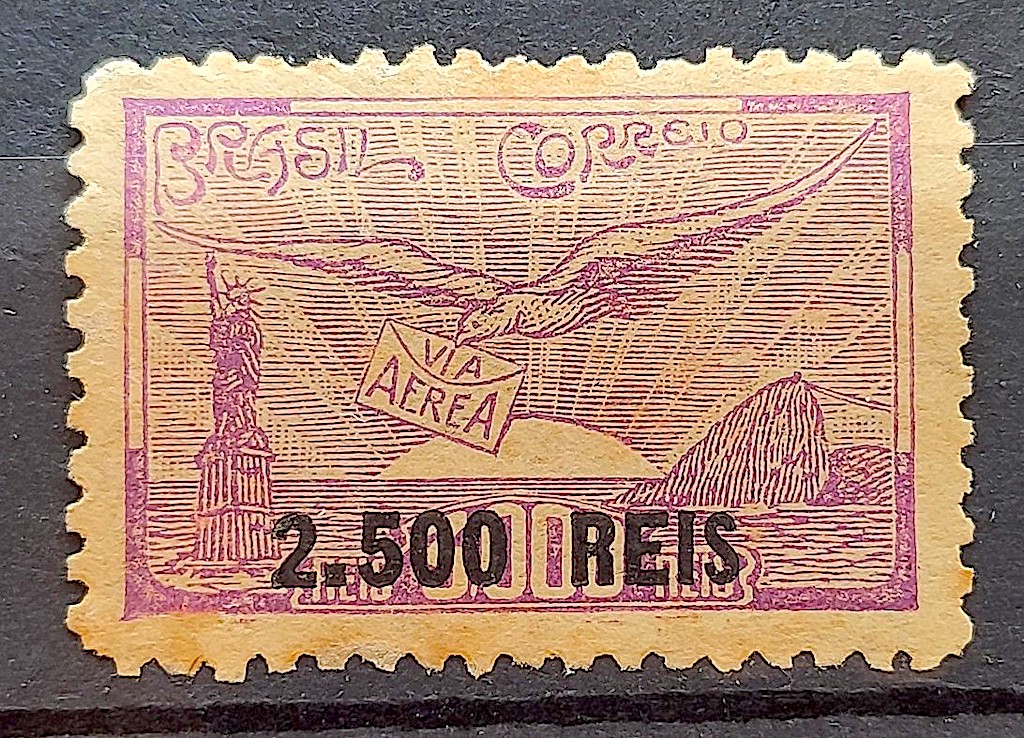 BRASIL CORREIO
VIA
AEREA
2.500 REIS